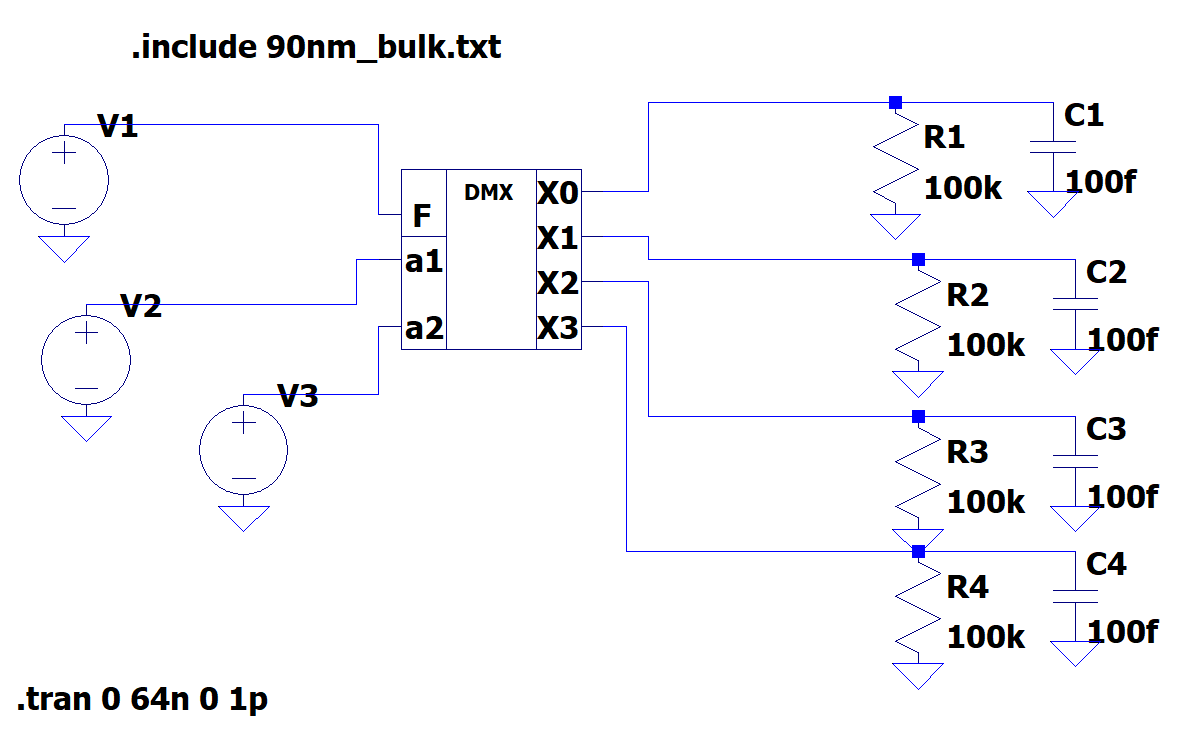 .include 90nm_bulk.txt
V1
V2
V3
DMX
F
a1
a2
X0
X1
X2
X3
R1
100k
C1
100f
R2
100k
C2
100f
R3
100k
C3
100f
R4
100k
C4
100f
.tran 0 64n 0 1p